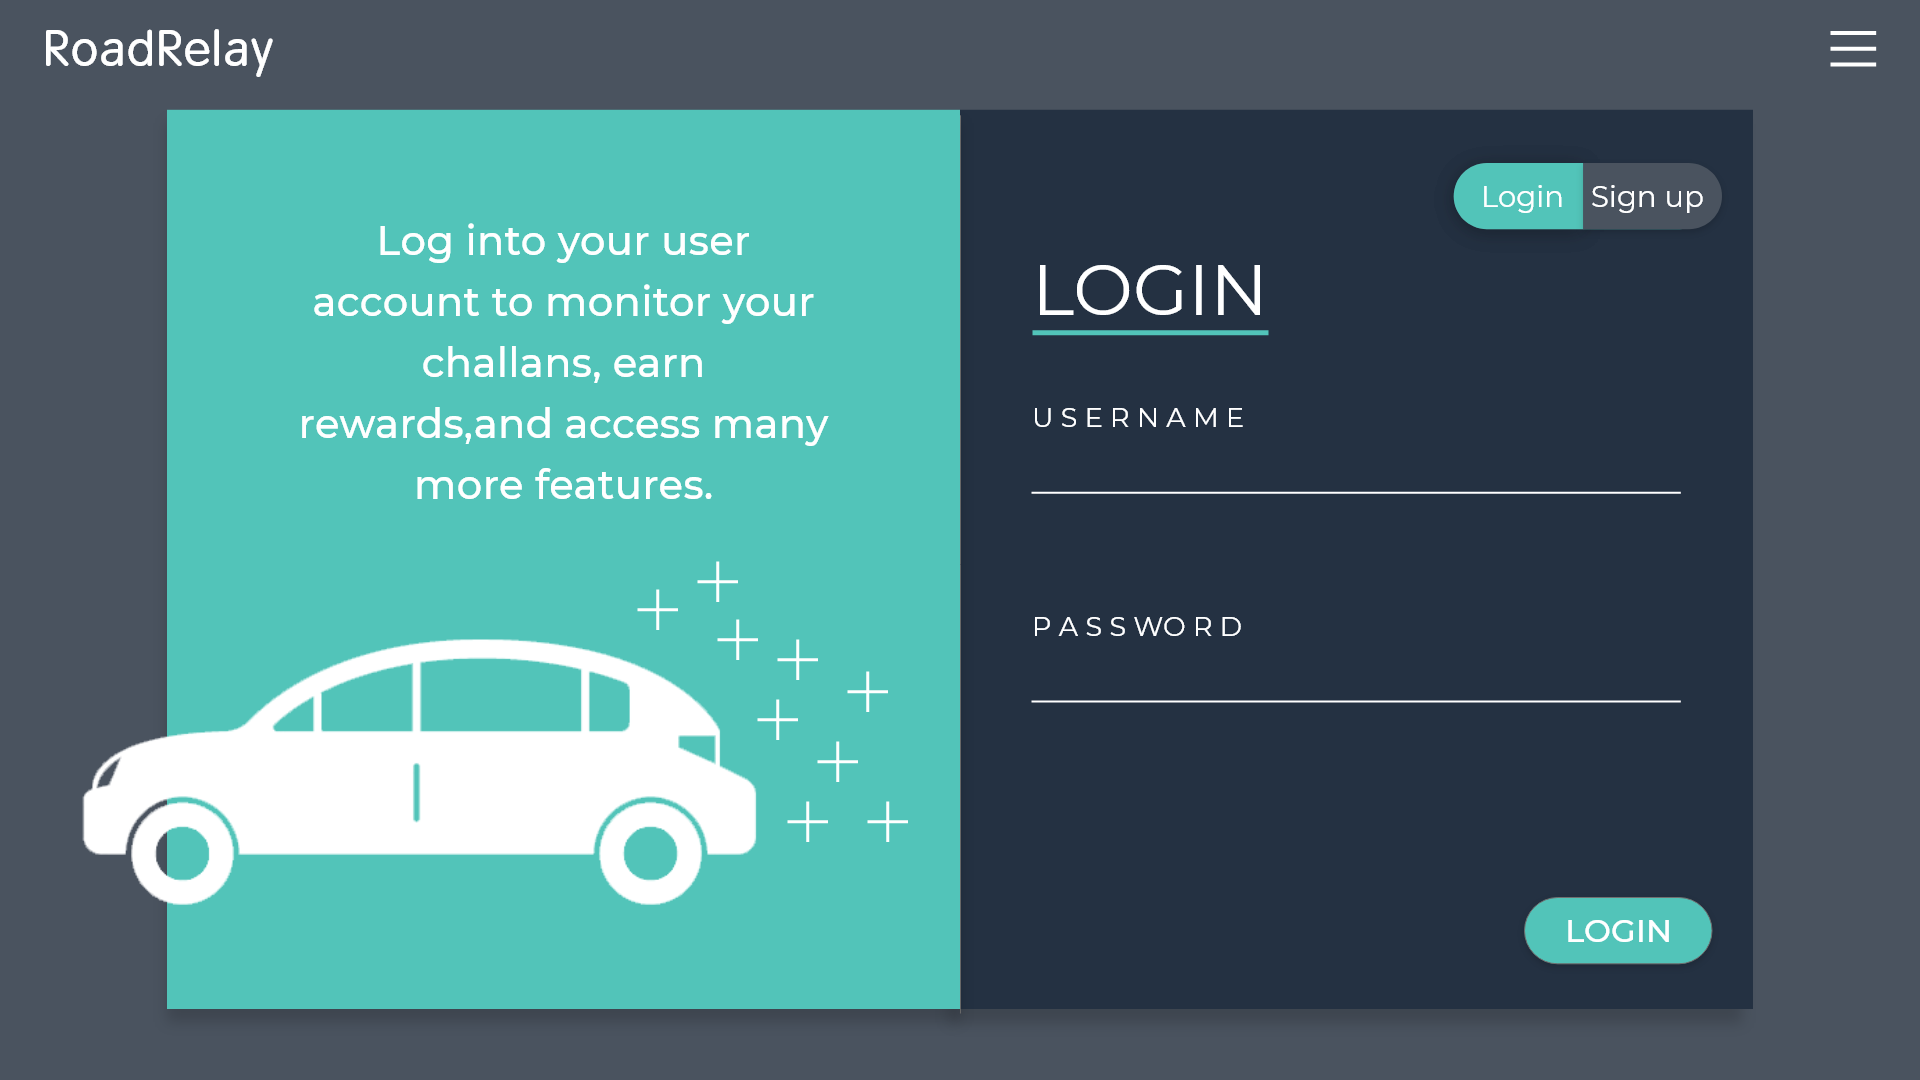 RoadRelay
Log into your user
account to monitor your
challans, earn
rewards,and access many
more features.
Login Sign up
LOGIN
USERNAME
PASSWORD
LOGIN